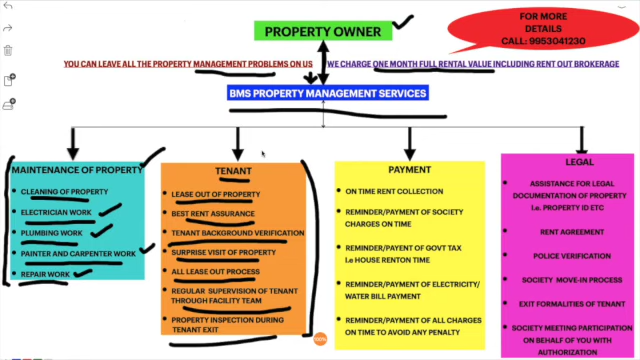 PROPERTY OWNER
FOR MORE
DETAILS
CALL: 9953041230
YOU CAN LEAVE ALL THE PROPERTY MANAGEMENT PROBLEMS ON US
WE CHARGE ONE MONTH FULL RENTAL VALUE INCLUDING RENT OUT BROKERAGE
BMS PROPERTY MANAGEMENT SERVICES
MAINTENANCE OF PROPERTY
CLEANING OF PROPERTY
ELECTRICIAN WORK
PLUMBING WORK
PAINTER AND CARPENTER WORK
REPAIR WORK
TENANT
LEASE OUT OF PROPERTY
BEST RENT ASSURANCE
TENANT BACKGROUND VERIFICATION
SURPRISE VISIT OF PROPERTY
ALL LEASE OUT PROCESS
REGULAR SUPERVISION OF TENANT
THROUGH FACILITY TEAM
PROPERTY INSPECTION DURING
TENANT EXIT
PAYMENT
ON TIME RENT COLLECTION
REMINDER/PAYMENT OF SOCIETY
CHARGES ON TIME
REMINDER/PAYENT OF GOVT TAX
i.e HOUSE RENTON TIME
REMINDER/PAYMENT OF ELECTRICITY/
WATER BILL PAYMENT
REMINDER/PAYMENT OF ALL CHARGES
ON TIME TO AVOID ANY PENALTY
LEGAL
ASSISTANCE FOR LEGAL
DOCUMENTATION OF PROPERTY
i.e. PROPERTY ID ETC
RENT AGREEMENT
POLICE VERIFICATION
SOCIETY MOVE-IN PROCESS
EXIT FORMALITIES OF TENANT
SOCIETY MEETING PARTICIPATION
ON BEHALF OF YOU WITH
AUTHORIZATION